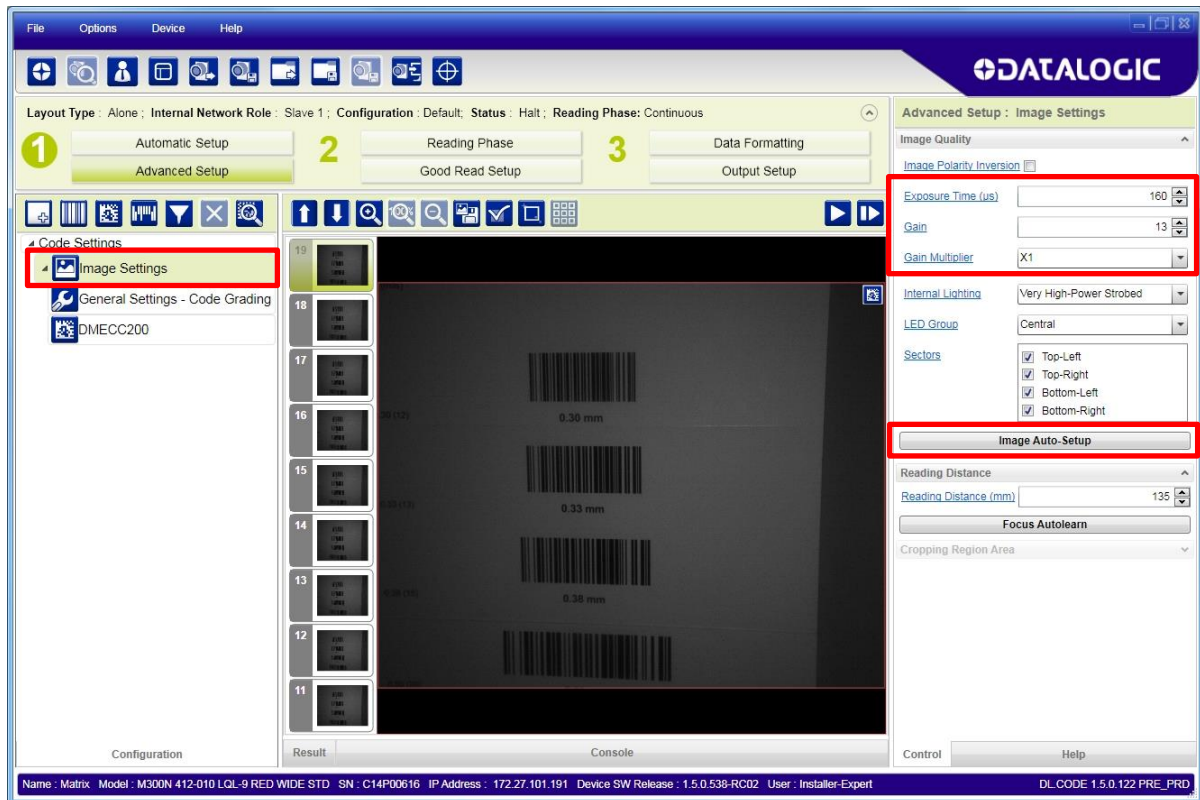 File Options Device Help
DATALOGIC
Layout Type : Alone ; Internal Network Role : Slave 1 ; Configuration : Default; Status : Halt ; Reading Phase: Continuous
1 Automatic Setup 2 Reading Phase 3 Data Formatting
Advanced Setup Good Read Setup Output Setup
Code Settings
Image Settings
General Settings - Code Grading
DMECC200
Configuration
100%
19
18
17
16
15
14
13
12
11
0.30 mm
0.33 (13)
0.33 mm
0.38 mm
Result Console
Advanced Setup : Image Settings
Image Quality
Image Polarity Inversion
Exposure Time (µs) 160
Gain 13
Gain Multiplier X1
Internal Lighting Very High-Power Strobed
LED Group Central
Sectors Top-Left
Top-Right
Bottom-Left
Bottom-Right
Image Auto-Setup
Reading Distance
Reading Distance (mm) 135
Focus Autolearn
Cropping Region Area
Control Help
Name : Matrix Model : M300N 412-010 LQL-9 RED WIDE STD SN : C14P00616 IP Address : 172.27.101.191 Device SW Release : 1.5.0.538-RC02 User : Installer-Expert DL.CODE 1.5.0.122 PRE_PRD